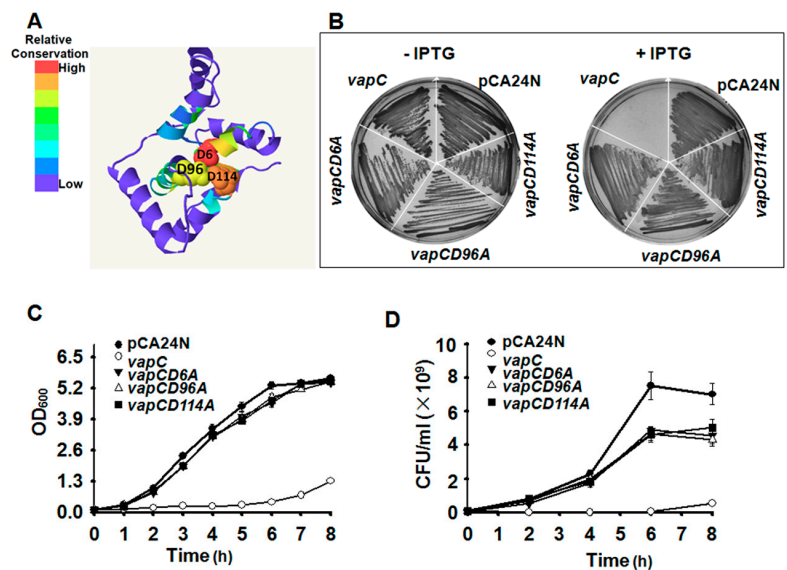 A
Relative
Conservation
High
Low
D6
D96
D114
B
- IPTG
+ IPTG
vapC
pCA24N
vapCD6A
vapCD114A
vapCD96A
vapC
pCA24N
vapCD6A
vapCD114A
vapCD96A
C
pCA24N
vapC
vapCD6A
vapCD96A
vapCD114A
OD600
6.5
5.2
3.9
2.6
1.3
0.0
0 1 2 3 4 5 6 7 8
Time (h)
D
pCA24N
vapC
vapCD6A
vapCD96A
vapCD114A
CFU/ml (×10⁹)
10
8
6
4
2
0
0 2 4 6 8
Time (h)